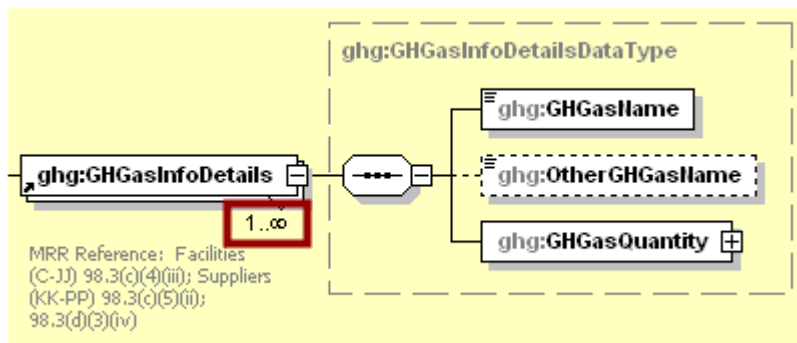 ghg:GHGasInfoDetailsDataType
ghg:GHGasName
ghg:GHGasInfoDetails
ghg:OtherGHGasName
1..∞
ghg:GHGasQuantity
MRR Reference: Facilities
(C-JJ) 98.3(c)(4)(iii); Suppliers
(KK-PP) 98.3(c)(5)(ii);
98.3(d)(3)(iv)